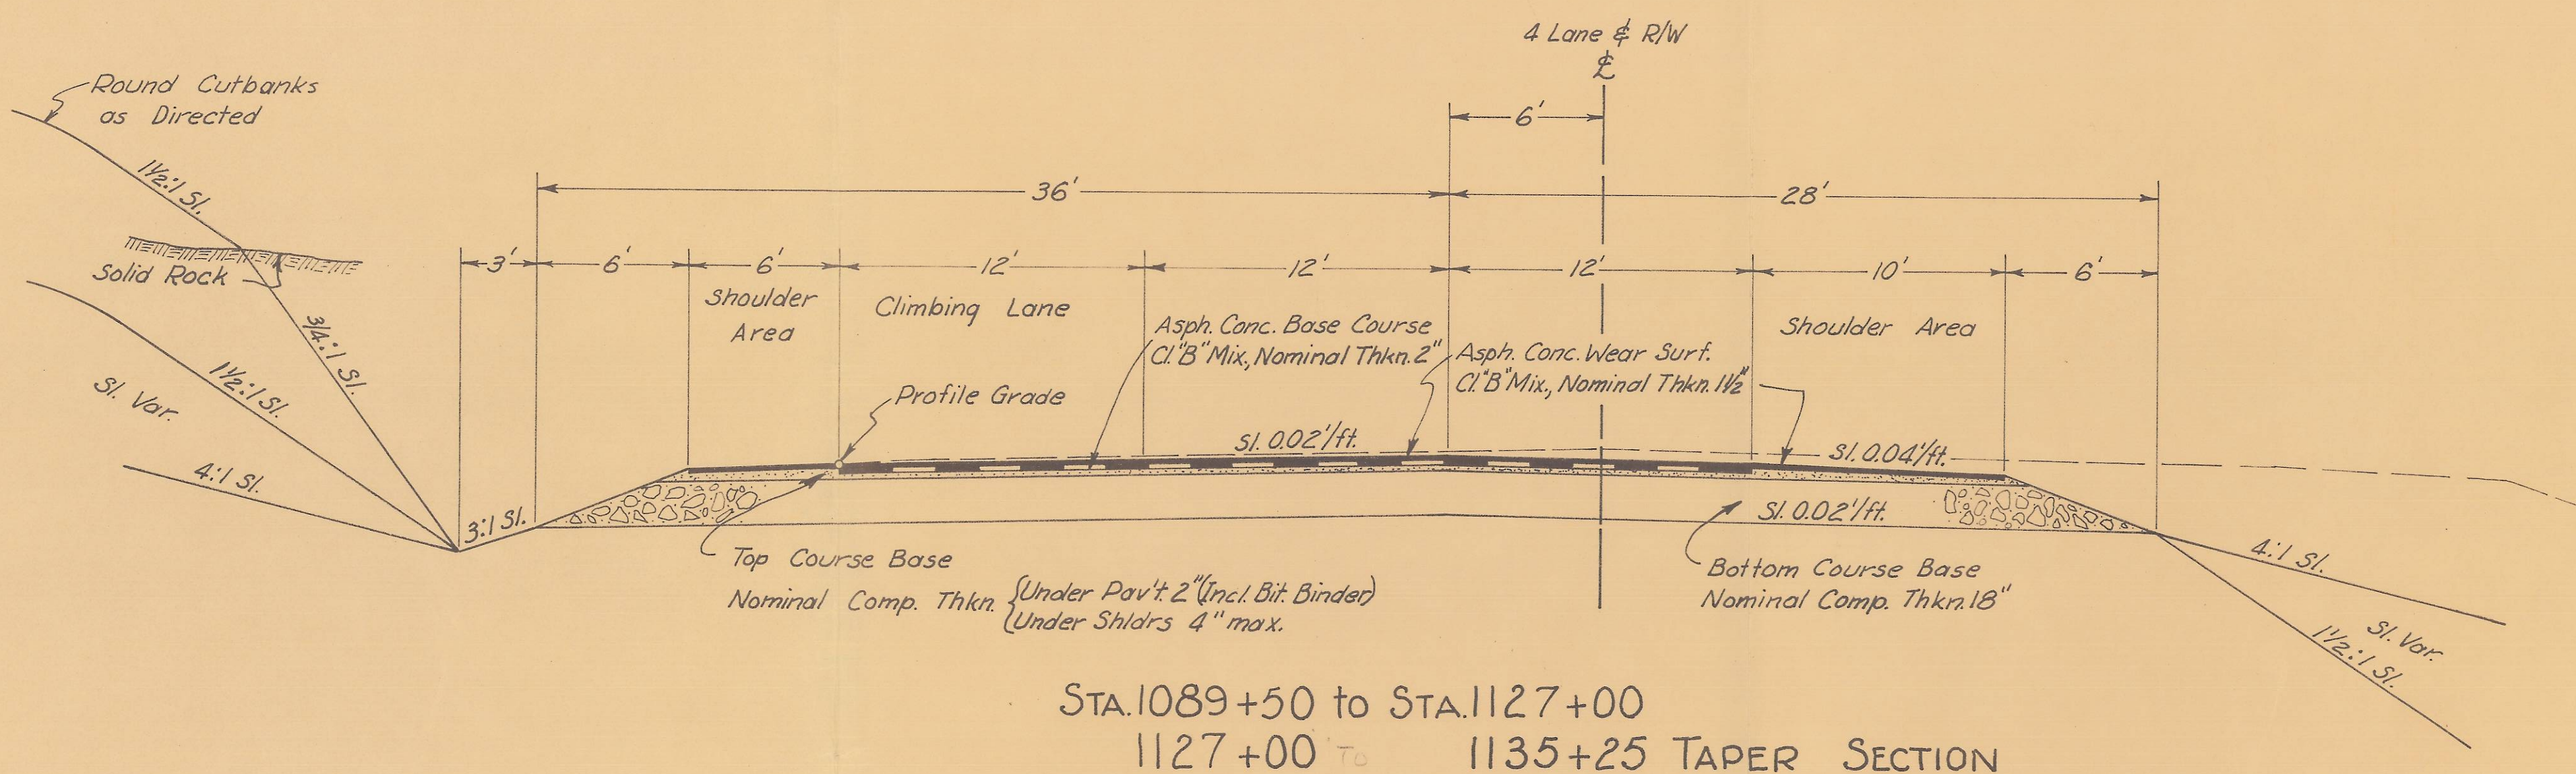 4 Lane & R/W
℄
6'
Round Cutbanks
as Directed
1½:1 Sl.
36'
28'
3'
6'
6'
12'
12'
12'
10'
6'
Solid Rock
Shoulder
Area
Climbing Lane
Asph. Conc. Base Course
Cl."B" Mix, Nominal Thkn. 2"
Asph. Conc. Wear Surf.
Cl."B" Mix, Nominal Thkn. 1½"
Shoulder Area
3/4:1 Sl.
1½:1 Sl.
Sl. Var.
Profile Grade
Sl. 0.02'/ft.
Sl. 0.04'/ft.
4:1 Sl.
3:1 Sl.
Sl. 0.02'/ft.
Top Course Base
Nominal Comp. Thkn. {Under Pav't. 2" (Incl. Bit. Binder)
Under Shldrs 4" max.
Bottom Course Base
Nominal Comp. Thkn. 18"
4:1 Sl.
Sl. Var.
1½:1 Sl.
STA. 1089+50 to STA. 1127+00
1127+00 To 1135+25 TAPER SECTION